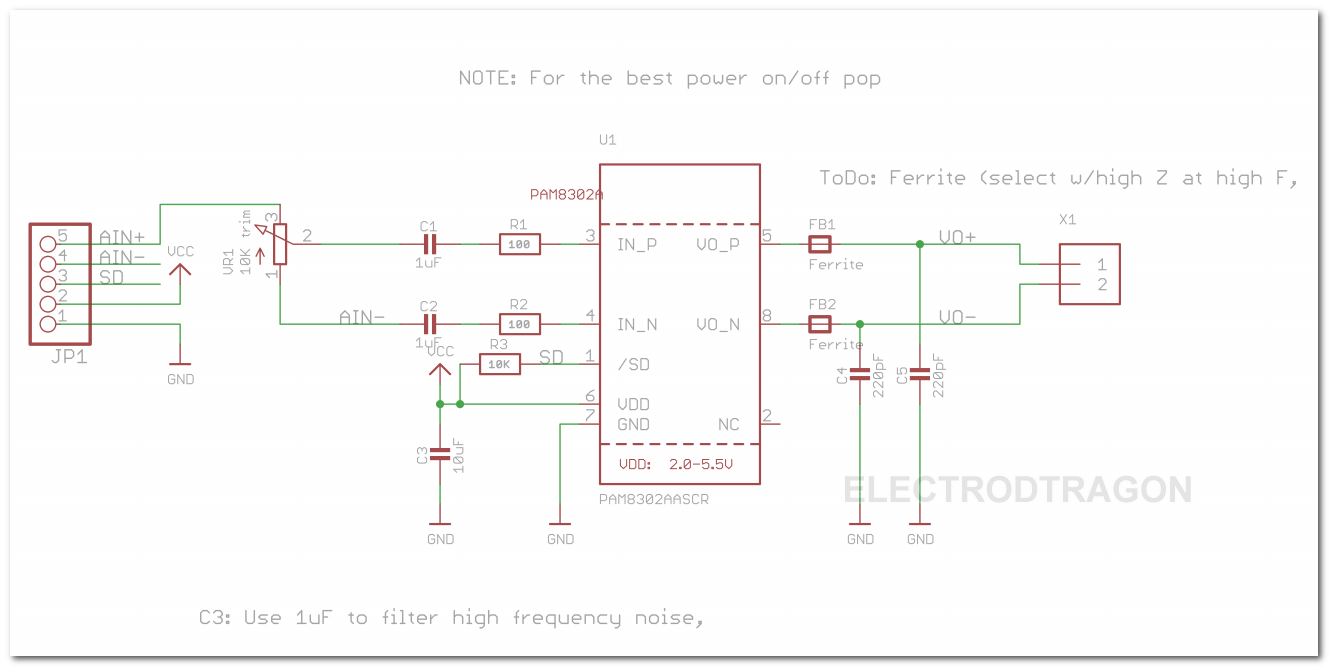 NOTE: For the best power on/off pop
U1
ToDo: Ferrite (select w/high Z at high F,
PAM8302A
X1
JP1
5 AIN+
4 AIN-
3 SD
2
1
VCC
GND
VR1
10K trim
3
2
1
AIN-
C1
1uF
R1
100
C2
1uF
R2
100
VCC
R3
10K
SD
C3
10uF
GND
GND
3 IN_P
4 IN_N
1 /SD
6 VDD
7 GND
VO_P 5
VO_N 8
NC 2
VDD: 2.0-5.5V
PAM8302AASCR
FB1
Ferrite
FB2
Ferrite
VO+
VO-
1
2
C4
220pF
C5
220pF
GND
GND
ELECTRODTRAGON
C3: Use 1uF to filter high frequency noise,